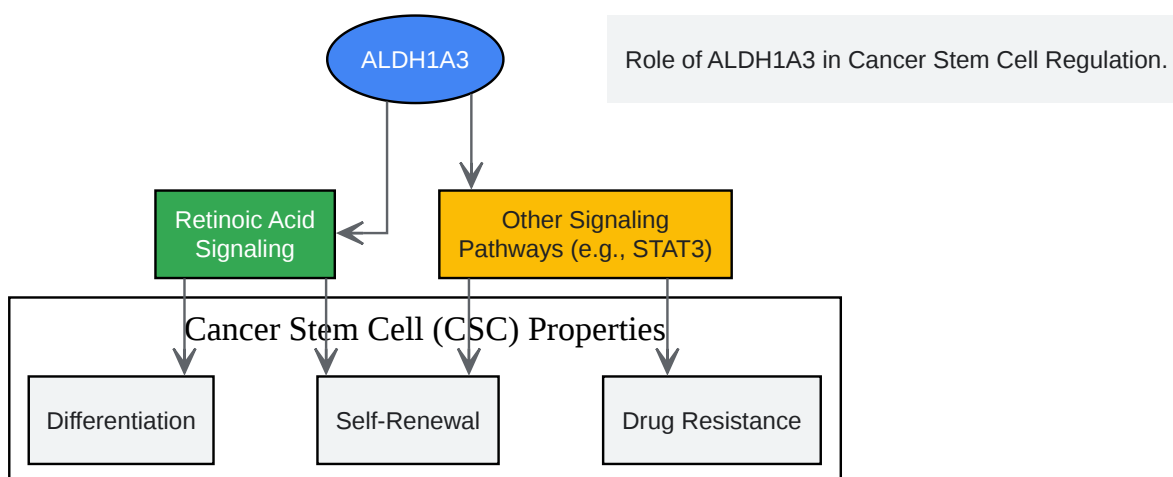 ALDH1A3
Role of ALDH1A3 in Cancer Stem Cell Regulation.
Retinoic Acid
Signaling
Other Signaling
Pathways (e.g., STAT3)
Cancer Stem Cell (CSC) Properties
Differentiation
Self-Renewal
Drug Resistance